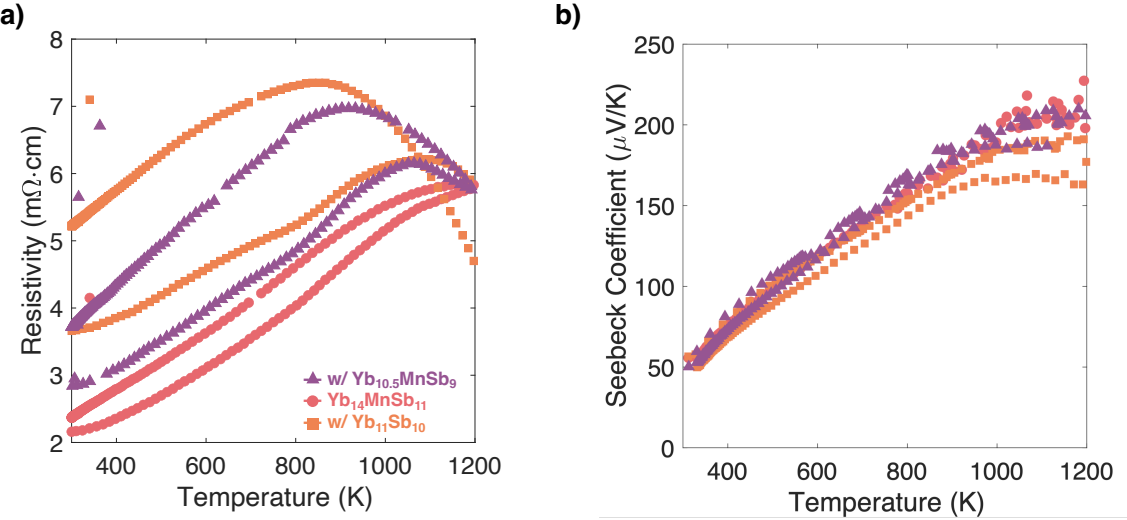 a)
8
7
6
5
4
3
2
Resistivity (mΩ·cm)
400
600
800
1000
1200
Temperature (K)
w/ Yb10.5MnSb9
Yb14MnSb11
w/ Yb11Sb10
b)
250
200
150
100
50
0
Seebeck Coefficient (μV/K)
400
600
800
1000
1200
Temperature (K)